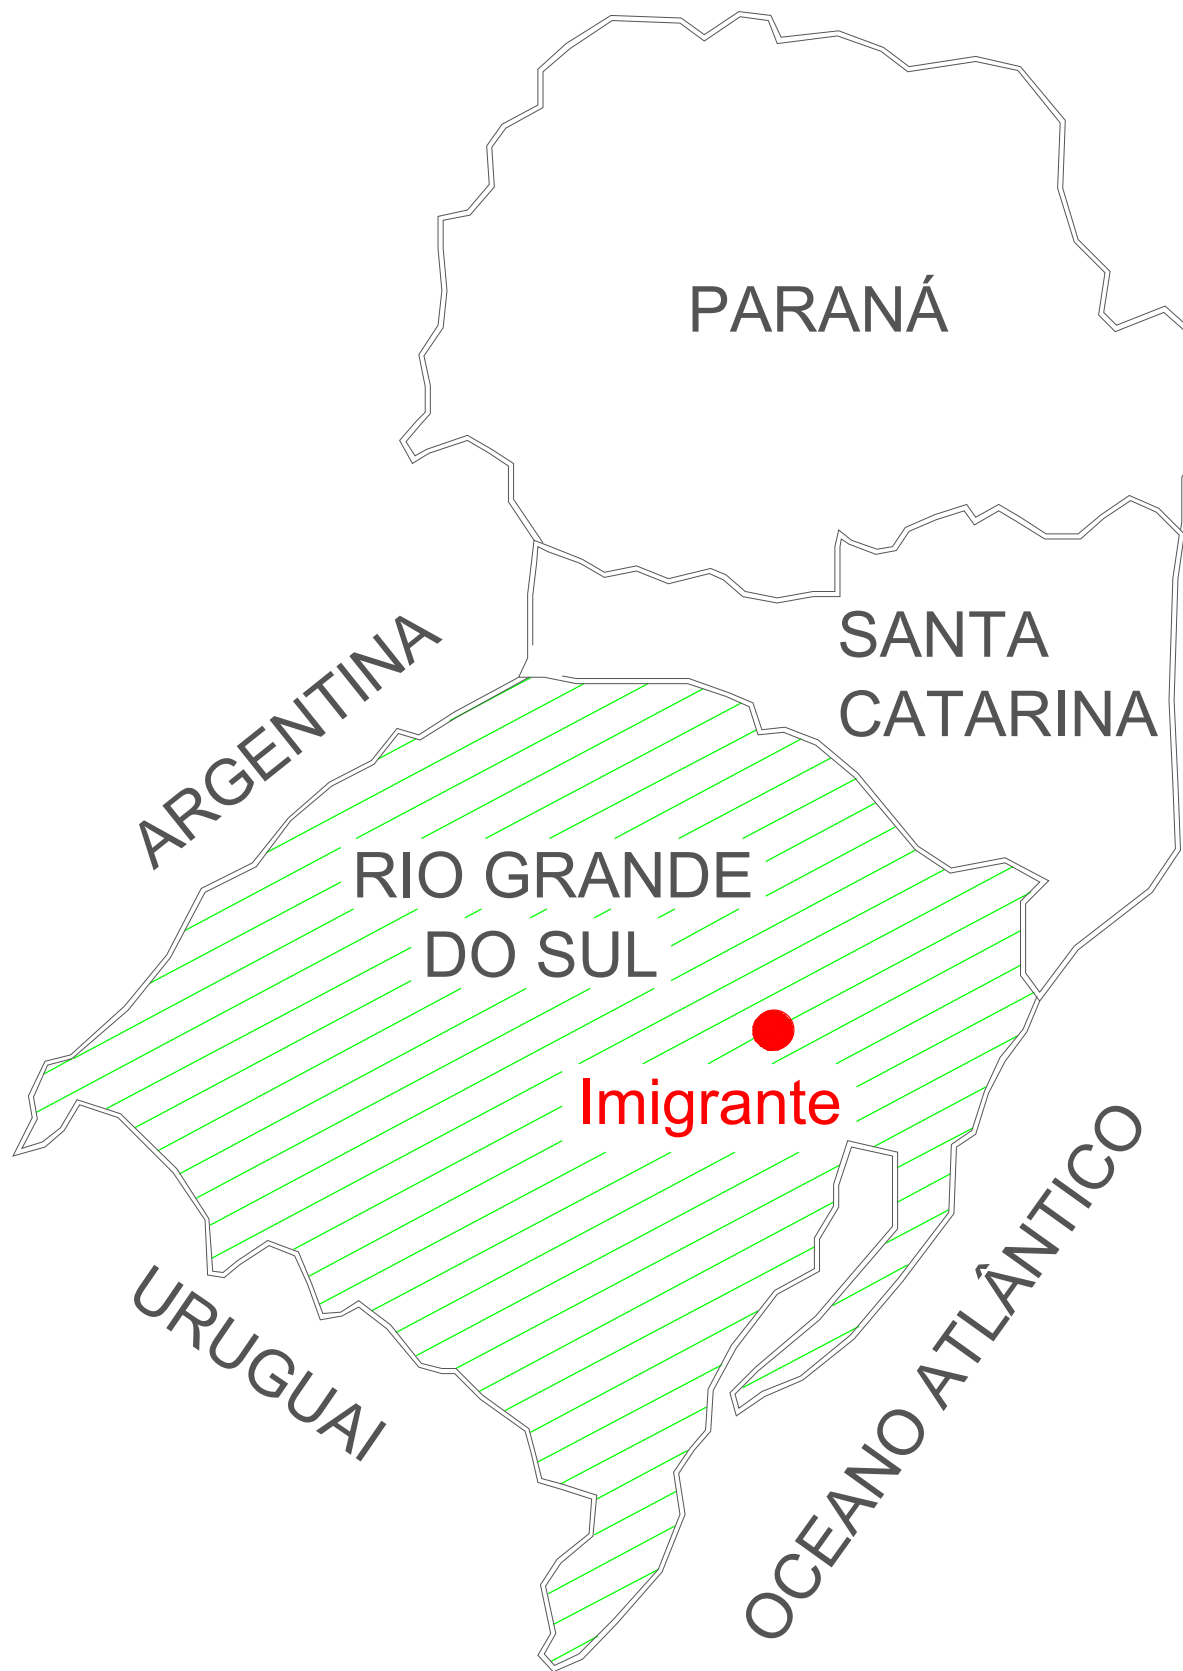 PARANÁ
SANTA
CATARINA
ARGENTINA
RIO GRANDE
DO SUL
Imigrante
URUGUAI
OCEANO ATLÂNTICO